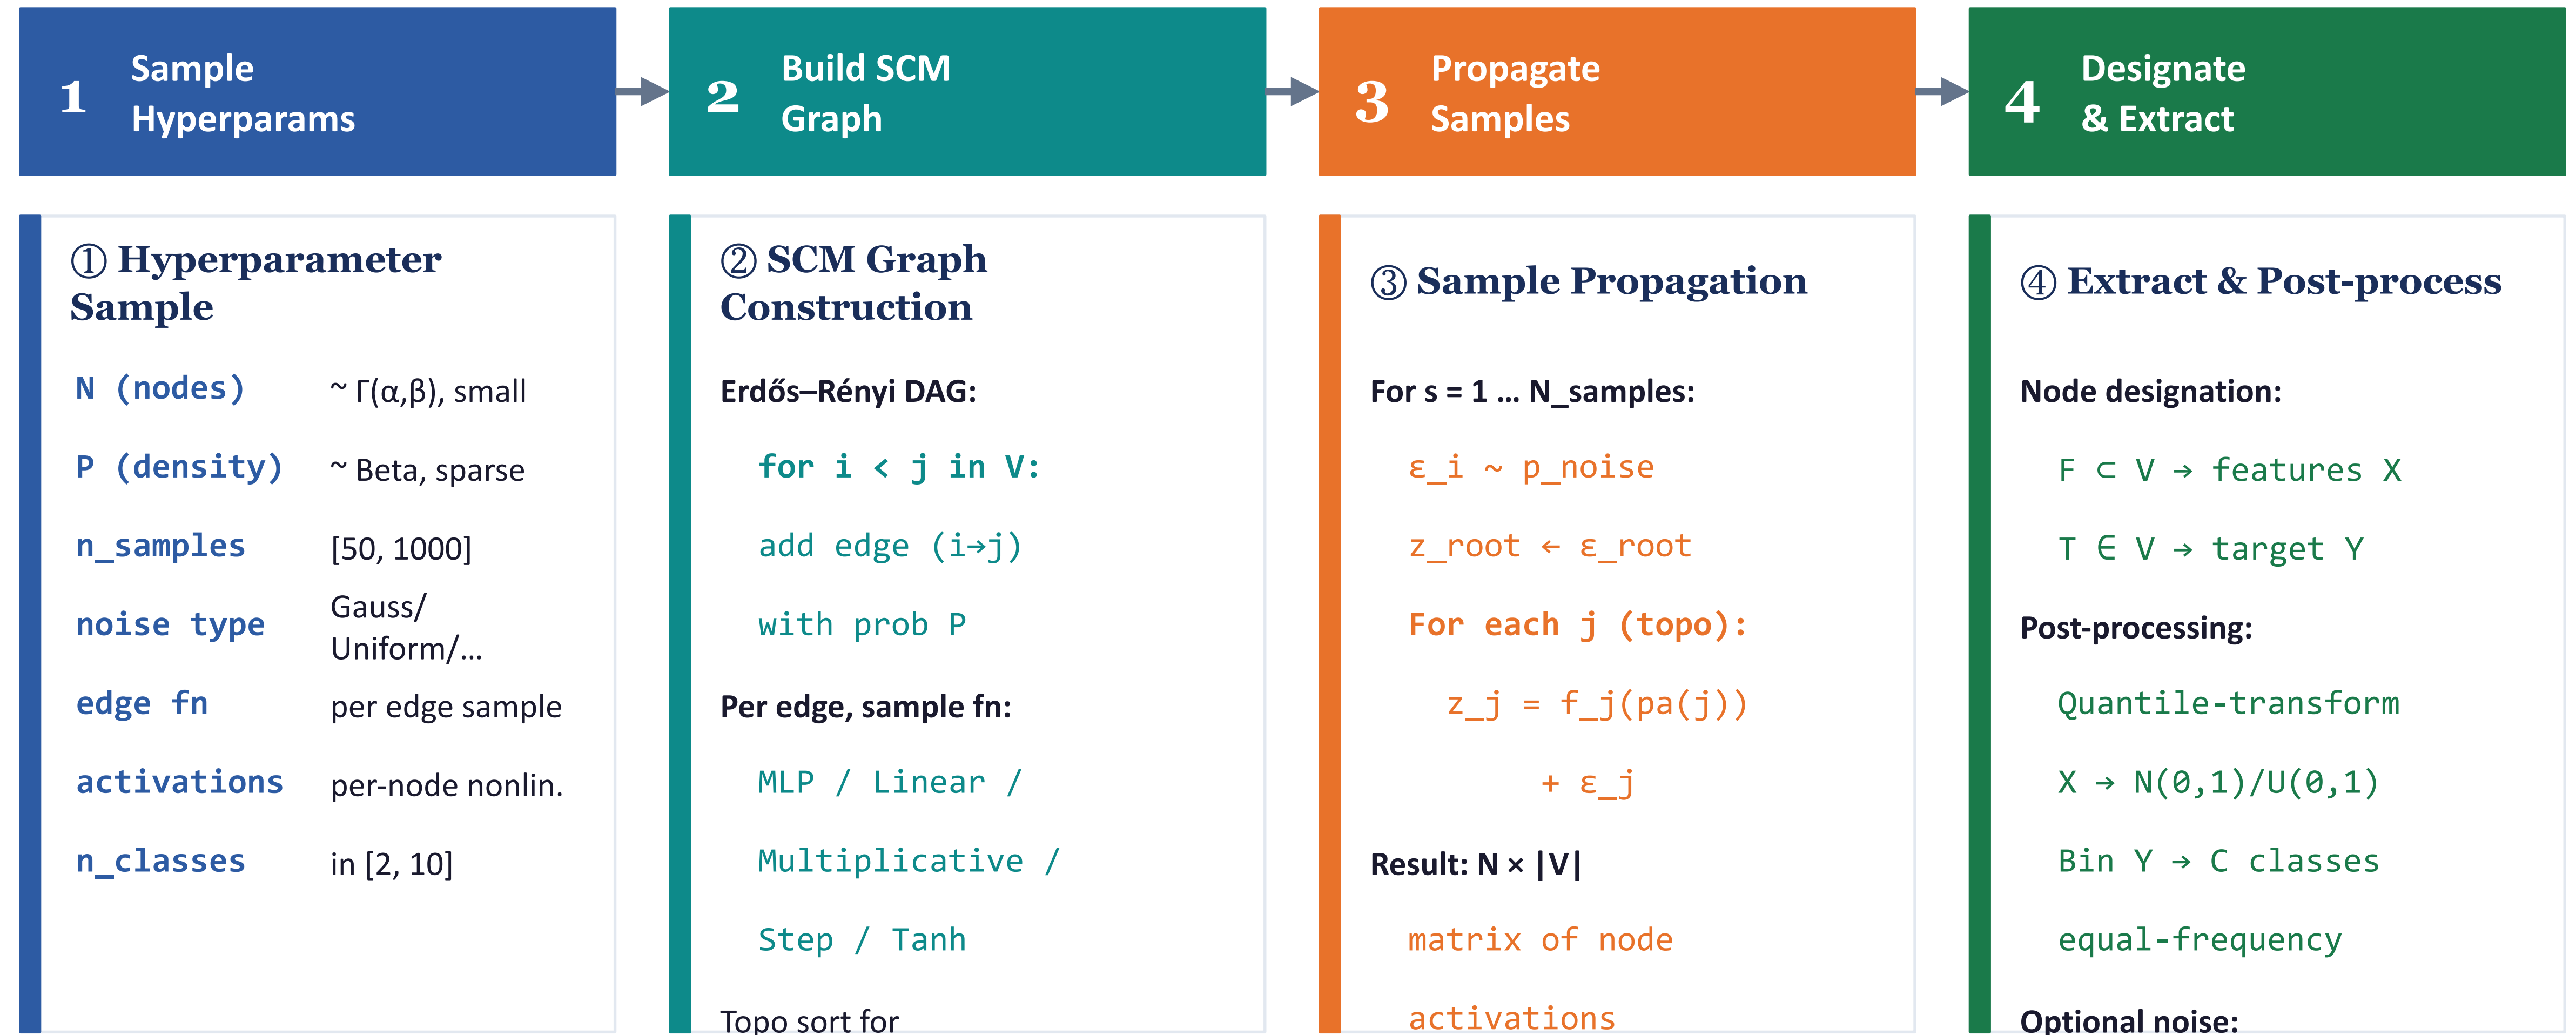 1
Sample
Hyperparams
2
Build SCM
Graph
3
Propagate
Samples
4
Designate
& Extract
① Hyperparameter
Sample
N (nodes) ~ Γ(α,β), small
P (density) ~ Beta, sparse
n_samples [50, 1000]
noise type Gauss/
Uniform/...
edge fn per edge sample
activations per-node nonlin.
n_classes in [2, 10]
② SCM Graph
Construction
Erdős–Rényi DAG:
for i < j in V:
add edge (i→j)
with prob P
Per edge, sample fn:
MLP / Linear /
Multiplicative /
Step / Tanh
Topo sort for
③ Sample Propagation
For s = 1 ... N_samples:
ε_i ~ p_noise
z_root ← ε_root
For each j (topo):
z_j = f_j(pa(j))
+ ε_j
Result: N × |V|
matrix of node
activations
④ Extract & Post-process
Node designation:
F ⊂ V → features X
T ∈ V → target Y
Post-processing:
Quantile-transform
X → N(0,1)/U(0,1)
Bin Y → C classes
equal-frequency
Optional noise: